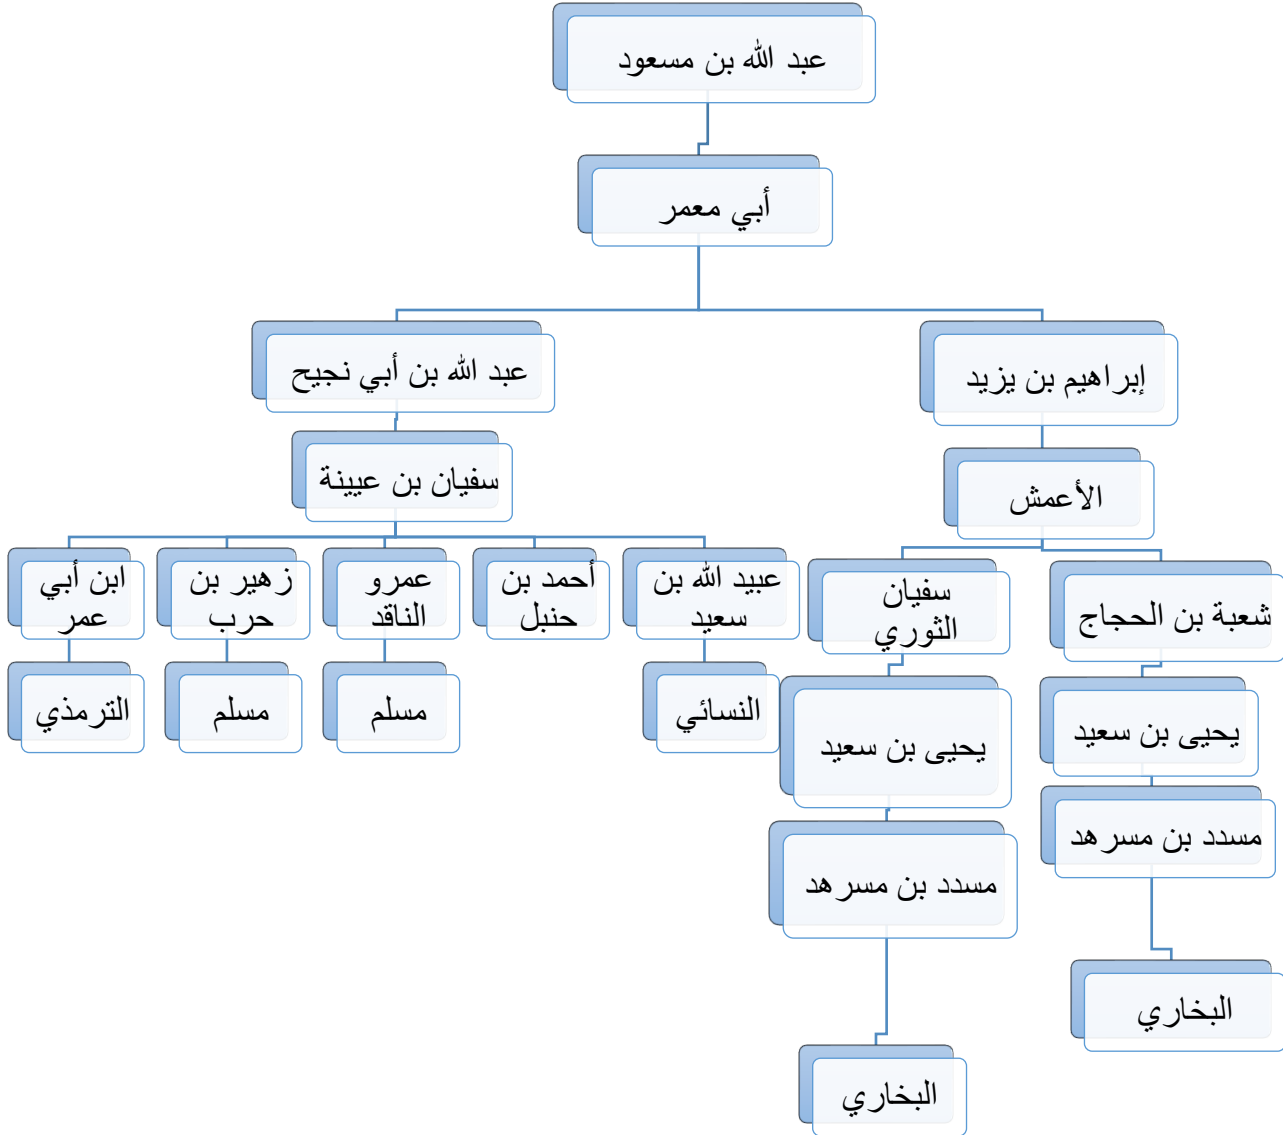 عبد الله بن مسعود
أبي معمر
إبراهيم بن يزيد
عبد الله بن أبي نجيح
الأعمش
سفيان بن عيينة
شعبة بن الحجاج
سفيان
الثوري
عبيد الله بن
سعيد
أحمد بن
حنبل
عمرو
الناقد
زهير بن
حرب
ابن أبي
عمر
يحيى بن سعيد
يحيى بن سعيد
النسائي
مسلم
مسلم
الترمذي
مسدد بن مسرهد
مسدد بن مسرهد
البخاري
البخاري